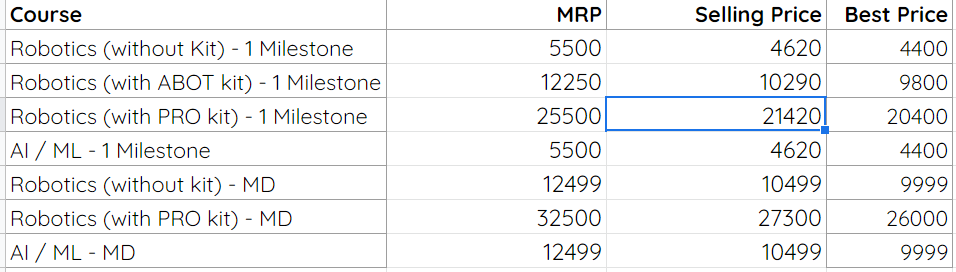 Course MRP Selling Price Best Price
Robotics (without Kit) - 1 Milestone 5500 4620 4400
Robotics (with ABOT kit) - 1 Milestone 12250 10290 9800
Robotics (with PRO kit) - 1 Milestone 25500 21420 20400
AI / ML - 1 Milestone 5500 4620 4400
Robotics (without kit) - MD 12499 10499 9999
Robotics (with PRO kit) - MD 32500 27300 26000
AI / ML - MD 12499 10499 9999